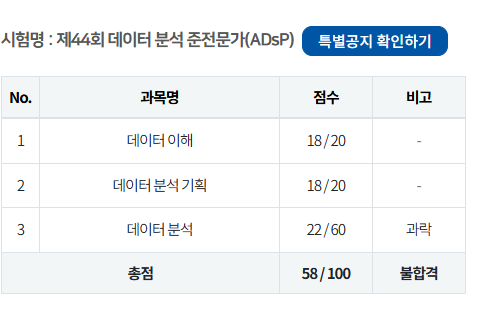 시험명 : 제44회 데이터 분석 준전문가(ADsP) 특별공지 확인하기
No. 과목명 점수 비고
1 데이터 이해 18 / 20 -
2 데이터 분석 기획 18 / 20 -
3 데이터 분석 22 / 60 과락
총점 58 / 100 불합격